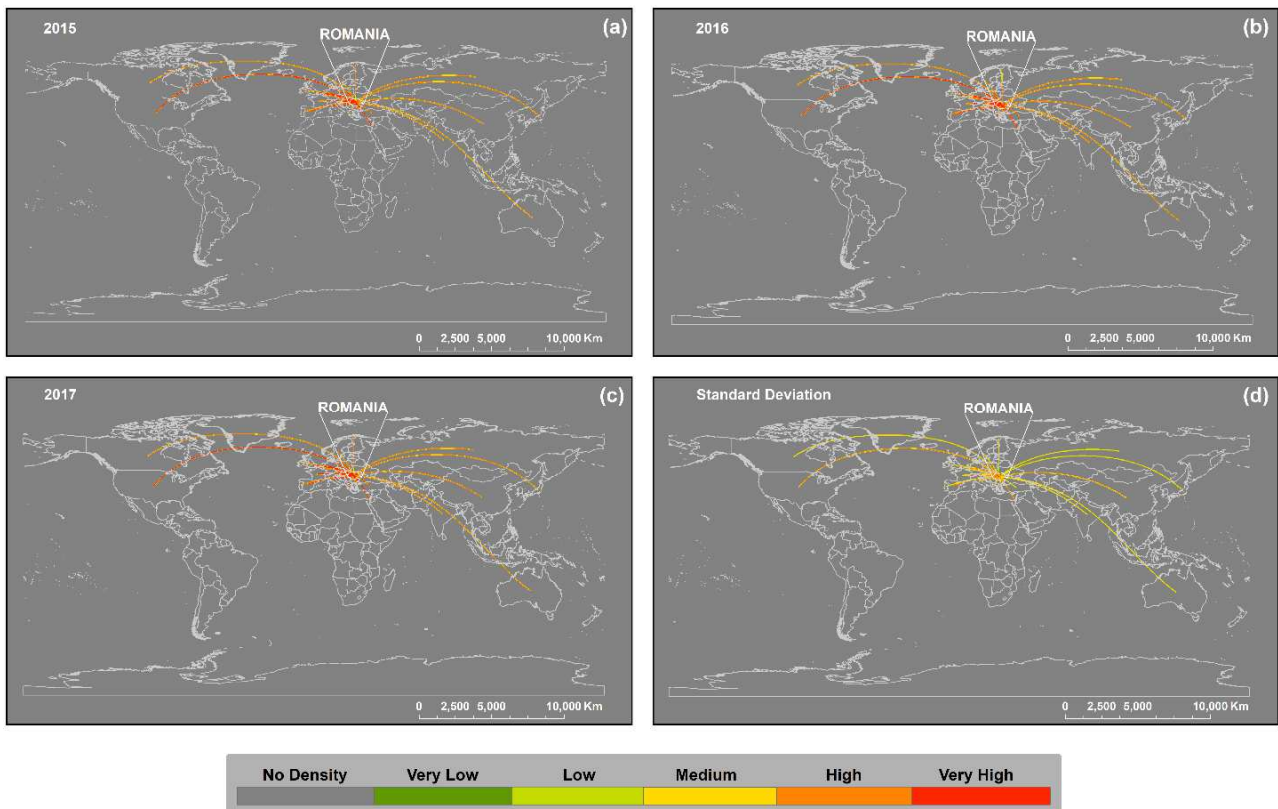 2015
(a)
ROMANIA
0 2,500 5,000 10,000 Km
2016
(b)
ROMANIA
0 2,500 5,000 10,000 Km
2017
(c)
ROMANIA
0 2,500 5,000 10,000 Km
Standard Deviation
(d)
ROMANIA
0 2,500 5,000 10,000 Km
No Density Very Low Low Medium High Very High